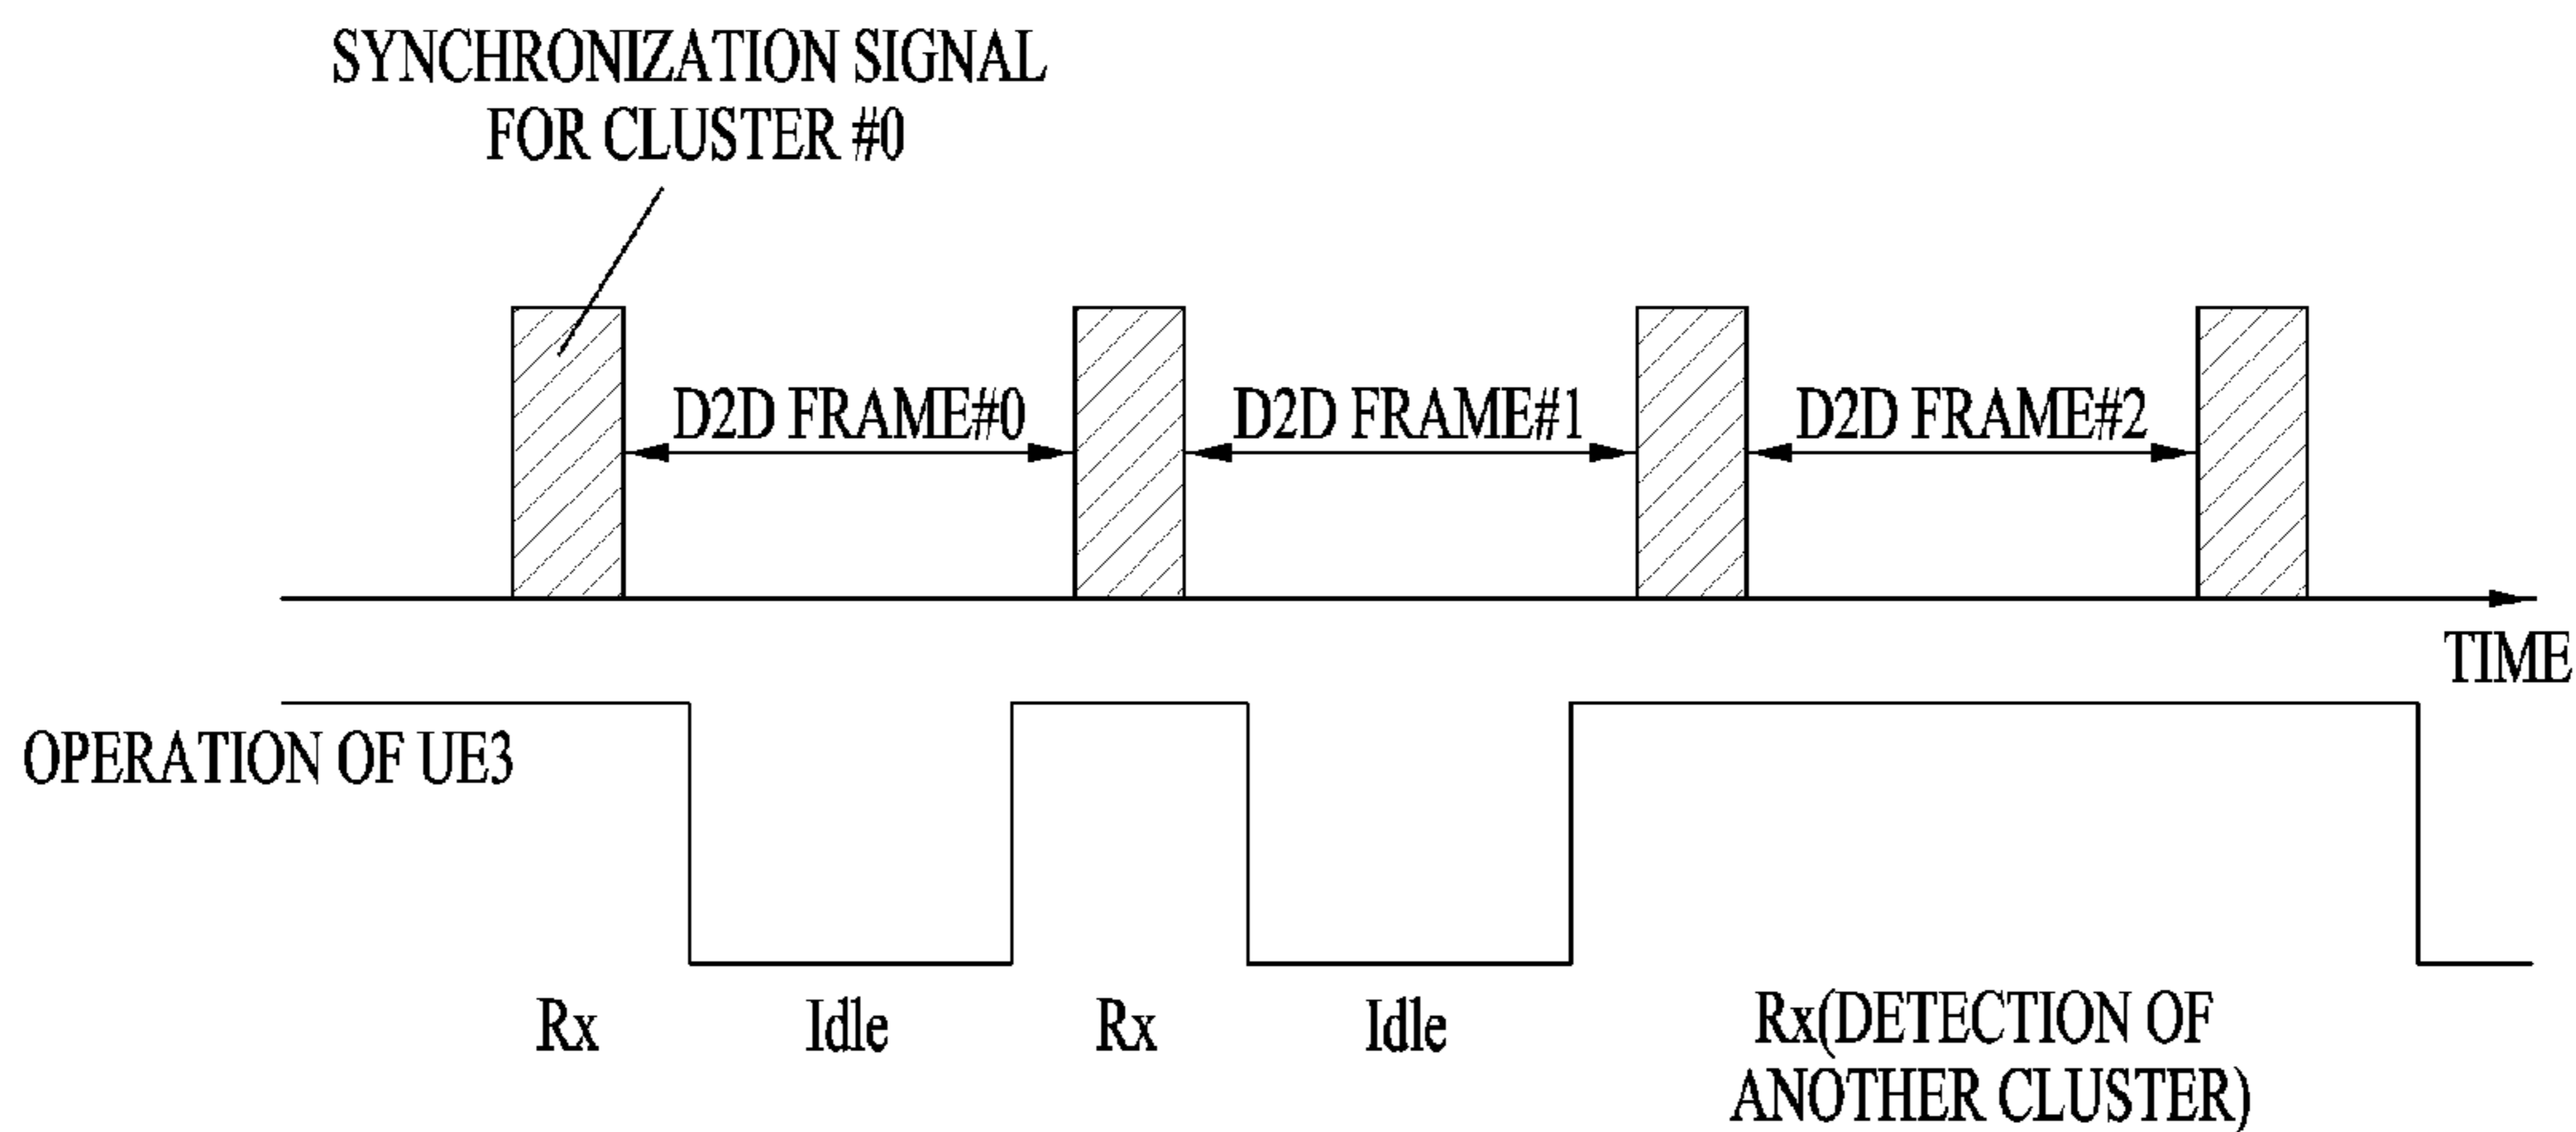 SYNCHRONIZATION SIGNAL
FOR CLUSTER #0
D2D FRAME#0
D2D FRAME#1
D2D FRAME#2
TIME
OPERATION OF UE3
Rx
Idle
Rx
Idle
Rx(DETECTION OF
ANOTHER CLUSTER)